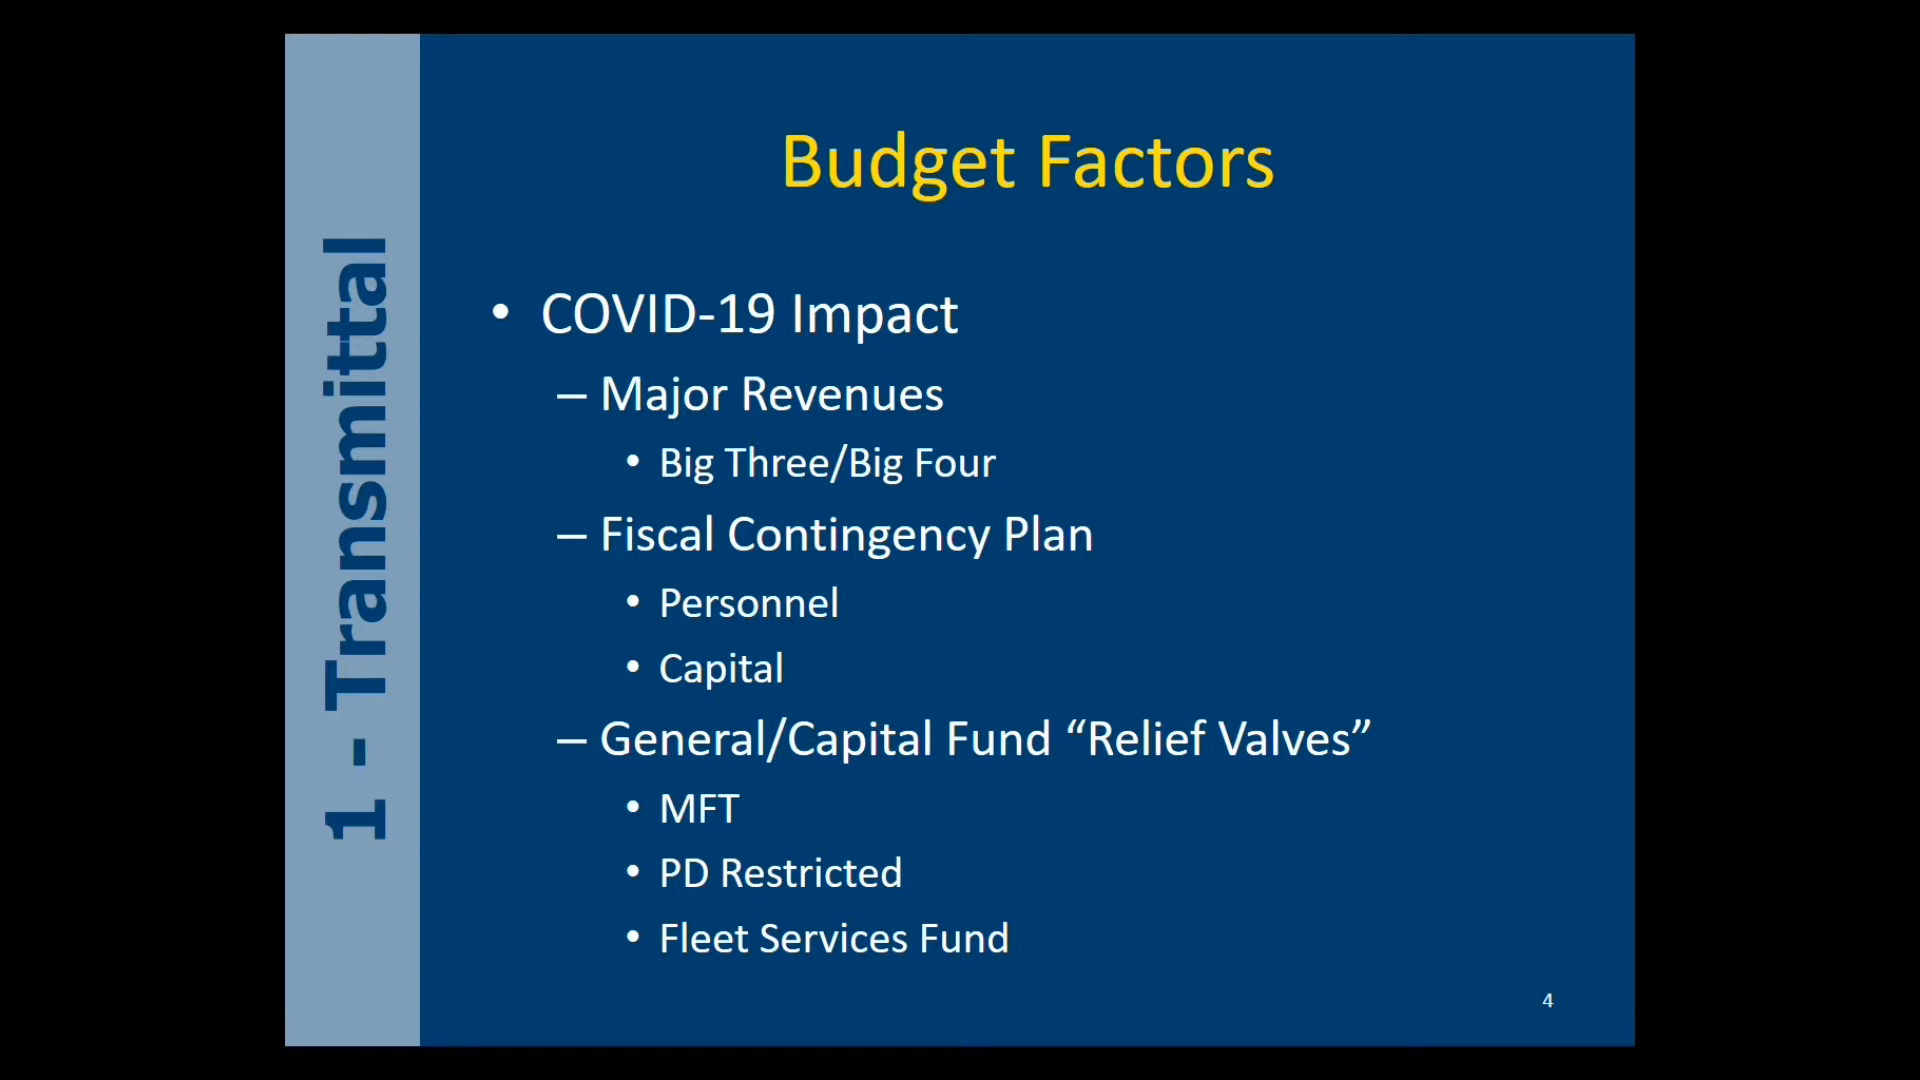 1 - Transmittal
Budget Factors
• COVID-19 Impact
– Major Revenues
• Big Three/Big Four
– Fiscal Contingency Plan
• Personnel
• Capital
– General/Capital Fund “Relief Valves”
• MFT
• PD Restricted
• Fleet Services Fund
4